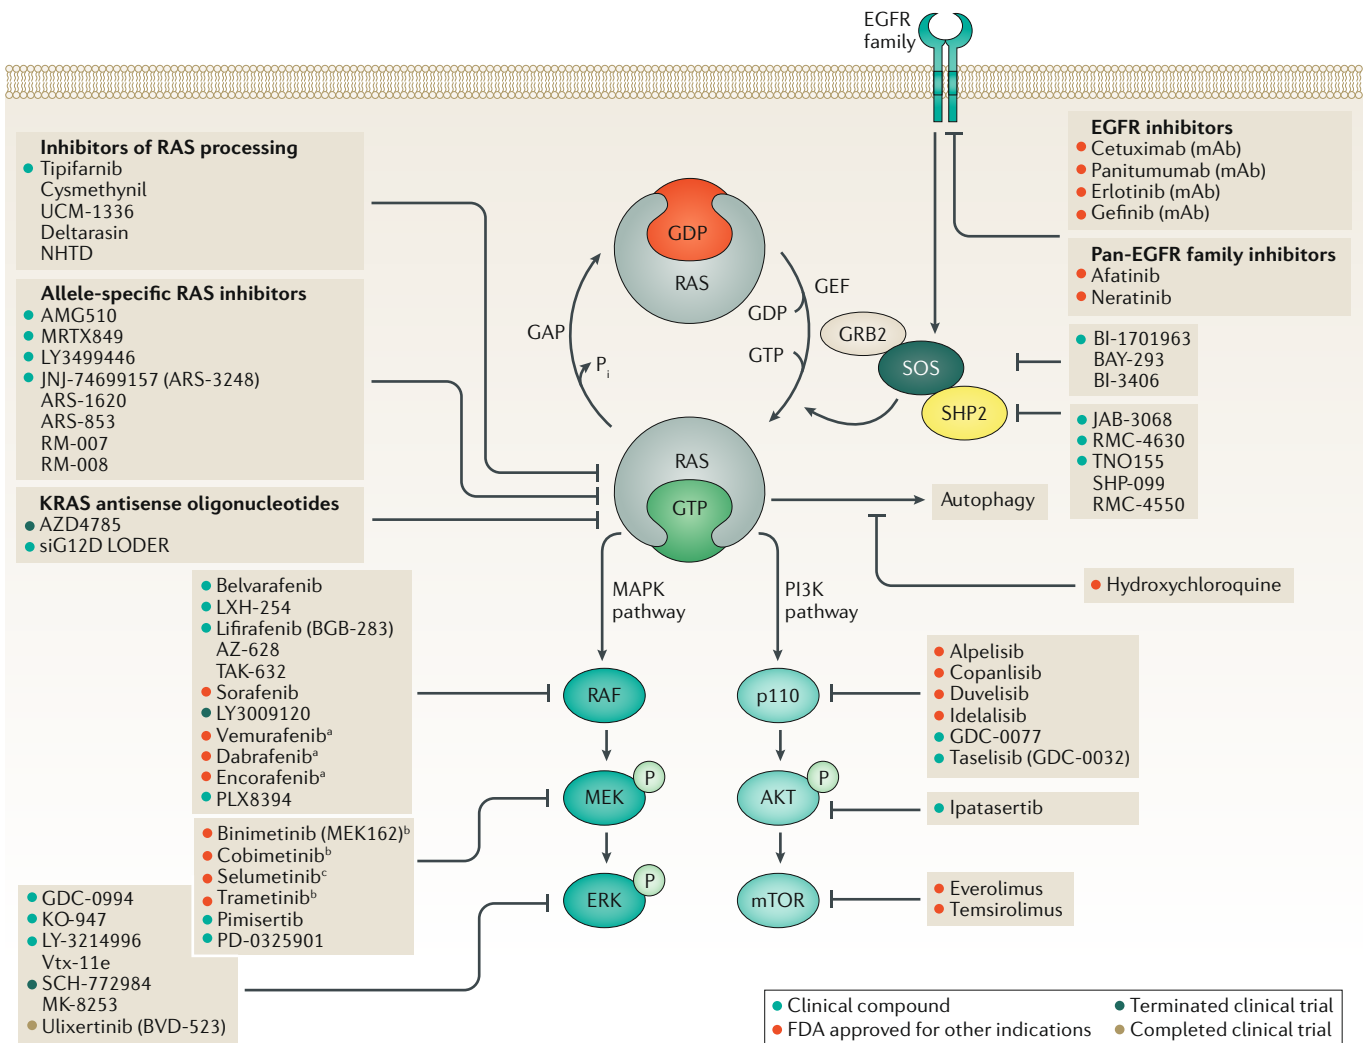 EGFR
family
Inhibitors of RAS processing
Tipifarnib
Cysmethynil
UCM-1336
Deltarasin
NHTD
Allele-specific RAS inhibitors
AMG510
MRTX849
LY3499446
JNJ-74699157 (ARS-3248)
ARS-1620
ARS-853
RM-007
RM-008
KRAS antisense oligonucleotides
AZD4785
siG12D LODER
GDP
RAS
GAP
Pi
GEF
GDP
GTP
GRB2
SOS
SHP2
RAS
GTP
EGFR inhibitors
Cetuximab (mAb)
Panitumumab (mAb)
Erlotinib (mAb)
Gefinib (mAb)
Pan-EGFR family inhibitors
Afatinib
Neratinib
BI-1701963
BAY-293
BI-3406
JAB-3068
RMC-4630
TNO155
SHP-099
RMC-4550
Autophagy
Hydroxychloroquine
MAPK
pathway
PI3K
pathway
Belvarafenib
LXH-254
Lifirafenib (BGB-283)
AZ-628
TAK-632
Sorafenib
LY3009120
Vemurafenibᵃ
Dabrafenibᵃ
Encorafenibᵃ
PLX8394
Binimetinib (MEK162)ᵇ
Cobimetinibᵇ
Selumetinibᶜ
Trametinibᵇ
Pimisertib
PD-0325901
GDC-0994
KO-947
LY-3214996
Vtx-11e
SCH-772984
MK-8253
Ulixertinib (BVD-523)
RAF
MEK
P
ERK
P
p110
AKT
P
mTOR
Alpelisib
Copanlisib
Duvelisib
Idelalisib
GDC-0077
Taselisib (GDC-0032)
Ipatasertib
Everolimus
Temsirolimus
Clinical compound
FDA approved for other indications
Terminated clinical trial
Completed clinical trial